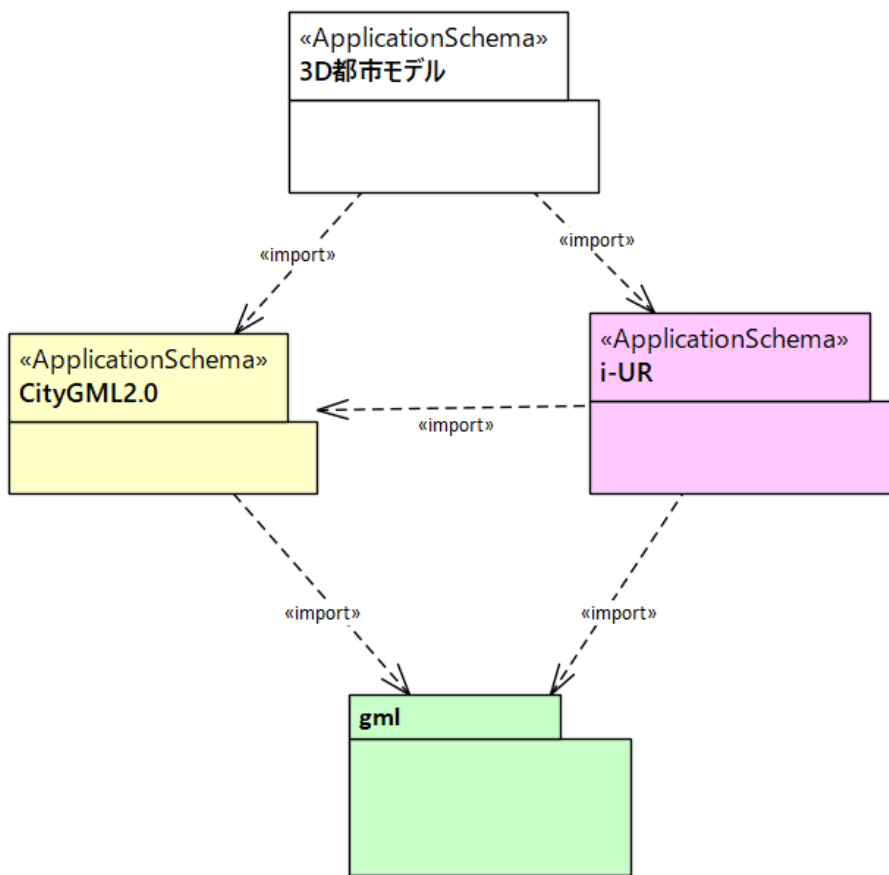 «ApplicationSchema»
3D都市モデル
«import»
«import»
«ApplicationSchema»
CityGML2.0
«ApplicationSchema»
i-UR
«import»
«import»
«import»
gml